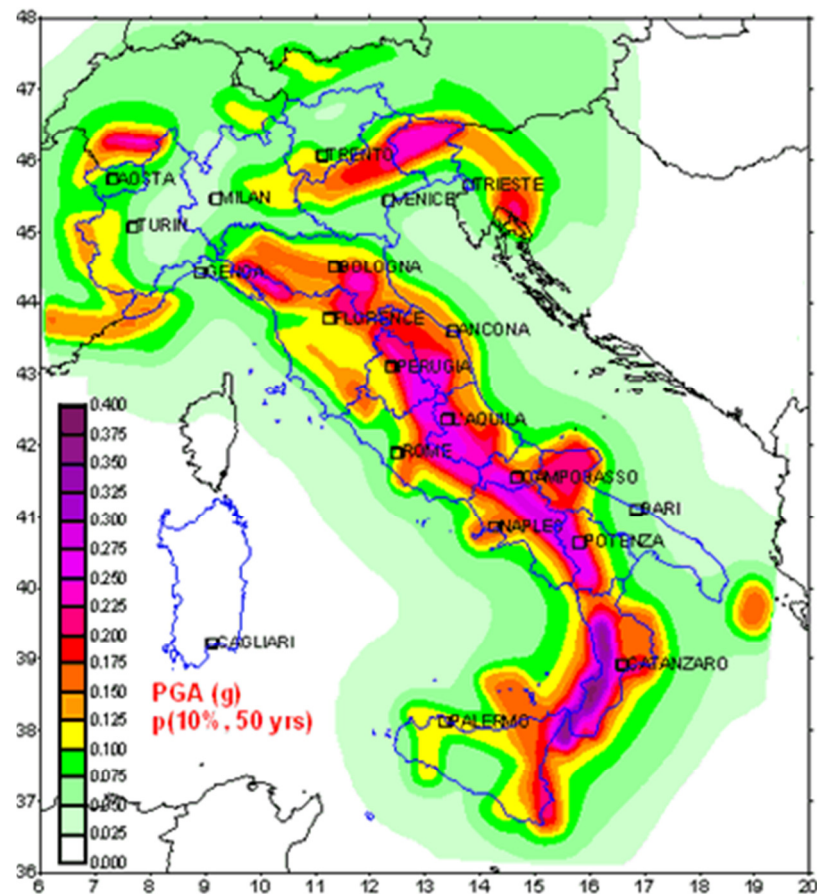 48
47
46
45
44
43
42
41
40
39
38
37
36
6 7 8 9 10 11 12 13 14 15 16 17 18 19 20
TRENTO
AOSTA
TRIESTE
MILAN
VENICE
TURIN
GENOA
BOLOGNA
FLORENCE
ANCONA
PERUGIA
L'AQUILA
ROME
CAMPOBASSO
BARI
NAPLES
POTENZA
CAGLIARI
CATANZARO
PALERMO
0.400
0.375
0.350
0.325
0.300
0.275
0.250
0.225
0.200
0.175
0.150
0.125
0.100
0.075
0.050
0.025
0.000
PGA (g)
p(10%, 50 yrs)